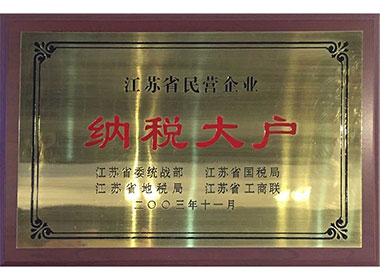 江苏省民营企业
纳税大户
江苏省委统战部 江苏省国税局
江苏省地税局 江苏省工商联
二〇〇三年十一月